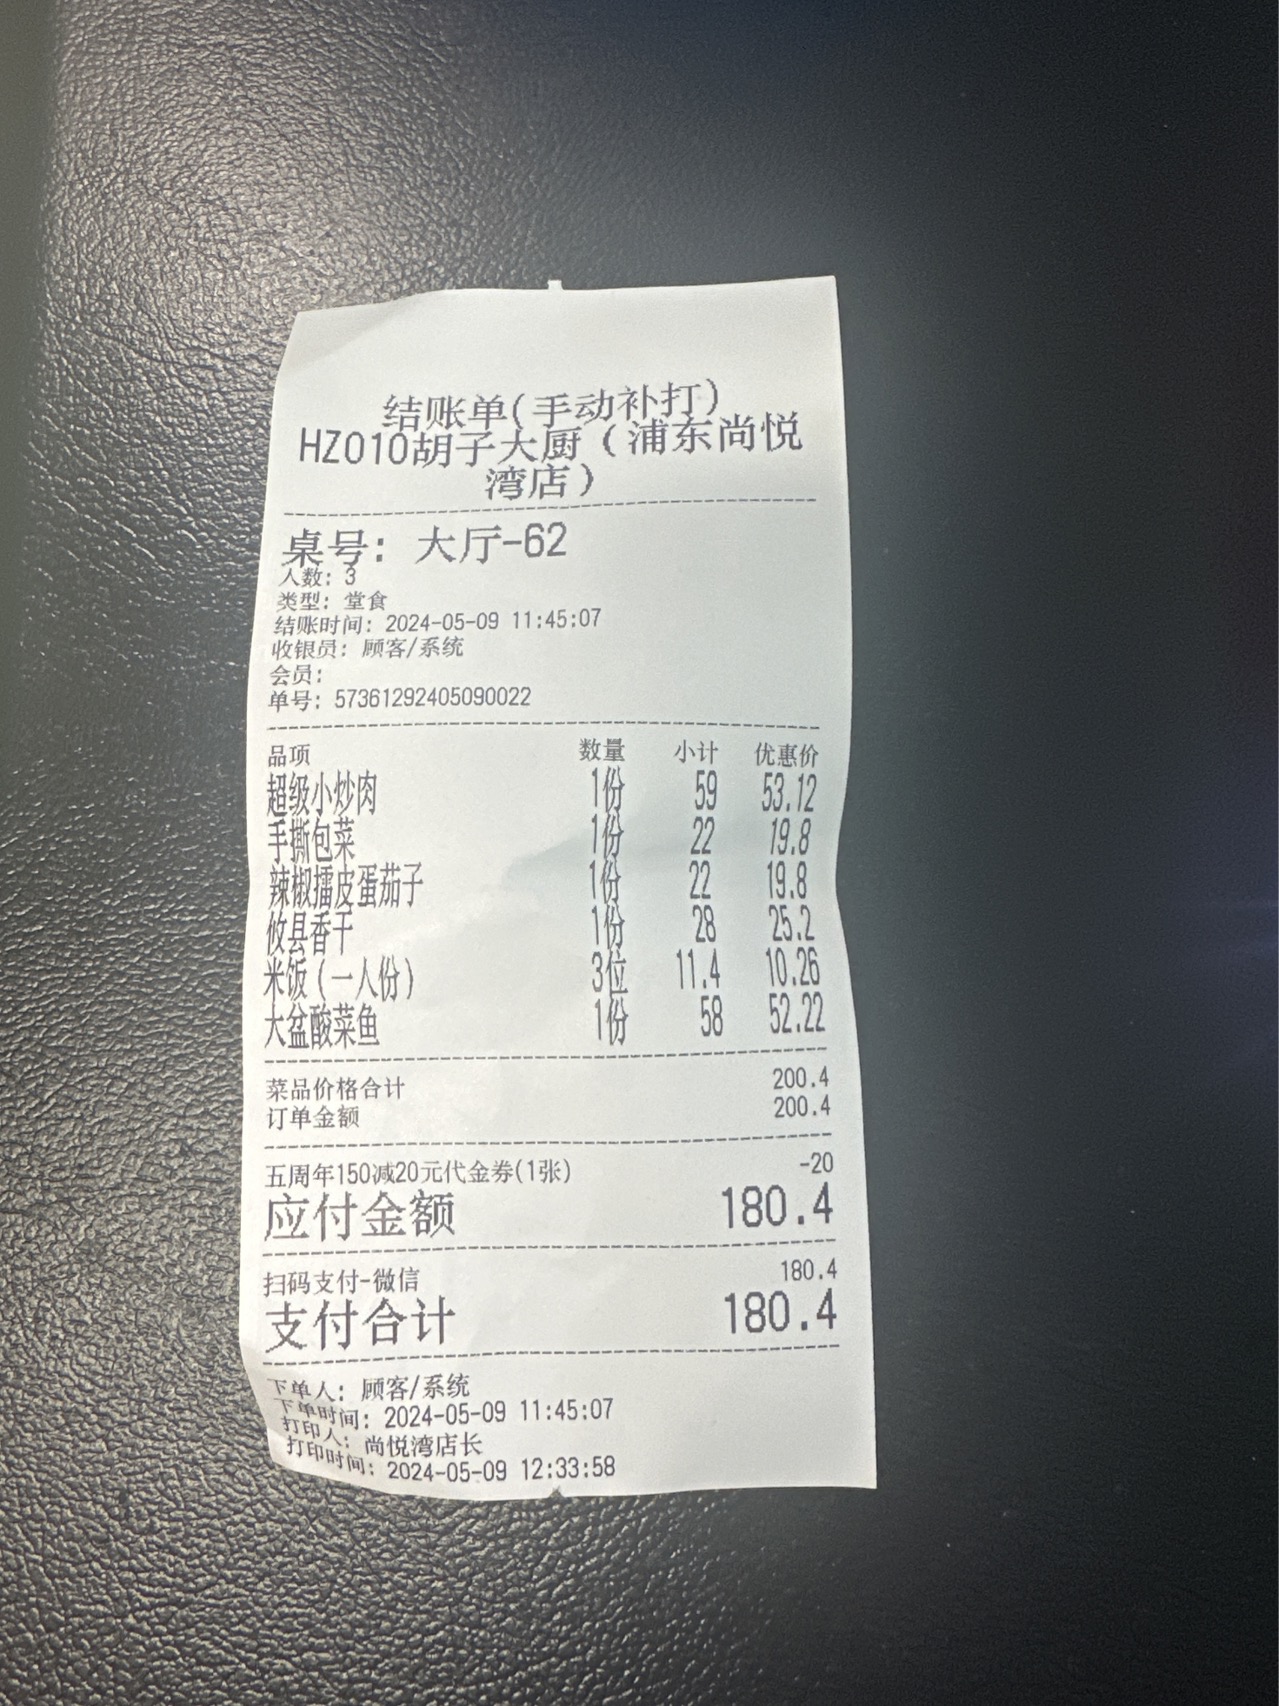 结账单(手动补打)
HZ010胡子大厨（浦东尚悦
湾店）
桌号: 大厅-62
人数: 3
类型: 堂食
结账时间: 2024-05-09 11:45:07
收银员: 顾客/系统
会员:
单号: 57361292405090022
品项 数量 小计 优惠价
超级小炒肉 1份 59 53.12
手撕包菜 1份 22 19.8
辣椒擂皮蛋茄子 1份 22 19.8
攸县香干 1份 28 25.2
米饭(一人份) 3位 11.4 10.26
大盆酸菜鱼 1份 58 52.22
菜品价格合计 200.4
订单金额 200.4
五周年150减20元代金券(1张) -20
应付金额 180.4
扫码支付-微信 180.4
支付合计 180.4
下单人: 顾客/系统
下单时间: 2024-05-09 11:45:07
打印人: 尚悦湾店长
打印时间: 2024-05-09 12:33:58